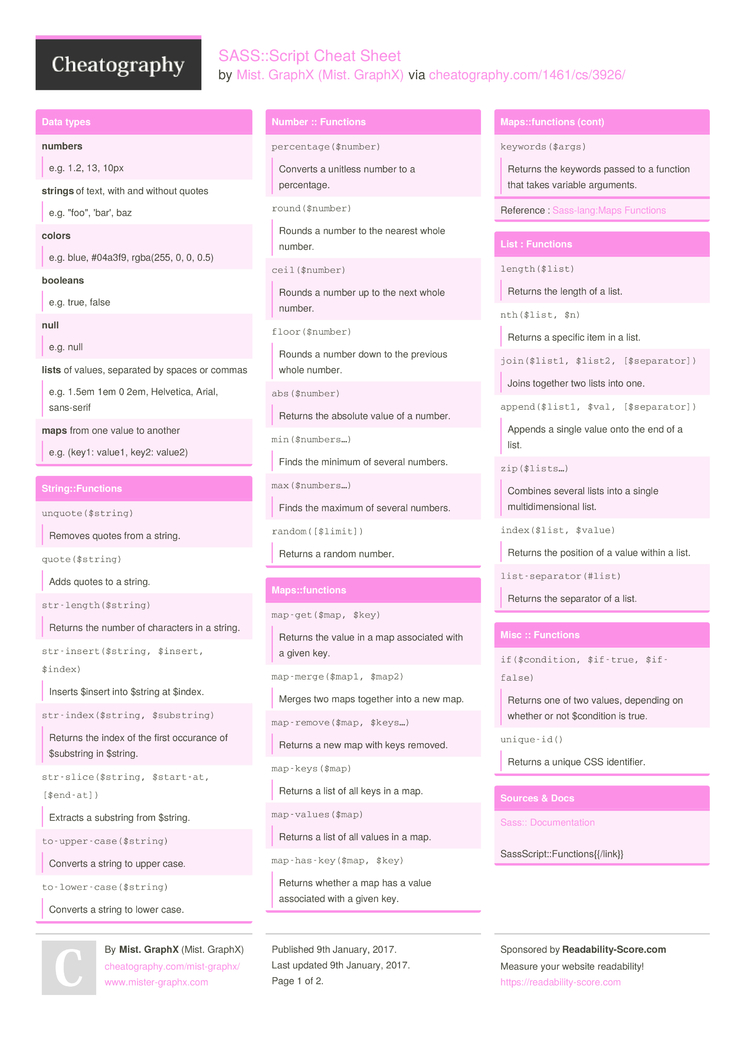 Cheatography
SASS::Script Cheat Sheet
by Mist. GraphX (Mist. GraphX) via cheatography.com/1461/cs/3926/
Data types
numbers
e.g. 1.2, 13, 10px
strings of text, with and without quotes
e.g. "foo", 'bar', baz
colors
e.g. blue, #04a3f9, rgba(255, 0, 0, 0.5)
booleans
e.g. true, false
null
e.g. null
lists of values, separated by spaces or commas
e.g. 1.5em 1em 0 2em, Helvetica, Arial,
sans-serif
maps from one value to another
e.g. (key1: value1, key2: value2)
String::Functions
unquote($string)
Removes quotes from a string.
quote($string)
Adds quotes to a string.
str-length($string)
Returns the number of characters in a string.
str-insert($string, $insert,
$index)
Inserts $insert into $string at $index.
str-index($string, $substring)
Returns the index of the first occurance of
$substring in $string.
str-slice($string, $start-at,
[$end-at])
Extracts a substring from $string.
to-upper-case($string)
Converts a string to upper case.
to-lower-case($string)
Converts a string to lower case.
Number :: Functions
percentage($number)
Converts a unitless number to a
percentage.
round($number)
Rounds a number to the nearest whole
number.
ceil($number)
Rounds a number up to the next whole
number.
floor($number)
Rounds a number down to the previous
whole number.
abs($number)
Returns the absolute value of a number.
min($numbers…)
Finds the minimum of several numbers.
max($numbers…)
Finds the maximum of several numbers.
random([$limit])
Returns a random number.
Maps::functions
map-get($map, $key)
Returns the value in a map associated with
a given key.
map-merge($map1, $map2)
Merges two maps together into a new map.
map-remove($map, $keys…)
Returns a new map with keys removed.
map-keys($map)
Returns a list of all keys in a map.
map-values($map)
Returns a list of all values in a map.
map-has-key($map, $key)
Returns whether a map has a value
associated with a given key.
Maps::functions (cont)
keywords($args)
Returns the keywords passed to a function
that takes variable arguments.
Reference : Sass-lang:Maps Functions
List : Functions
length($list)
Returns the length of a list.
nth($list, $n)
Returns a specific item in a list.
join($list1, $list2, [$separator])
Joins together two lists into one.
append($list1, $val, [$separator])
Appends a single value onto the end of a
list.
zip($lists…)
Combines several lists into a single
multidimensional list.
index($list, $value)
Returns the position of a value within a list.
list-separator(#list)
Returns the separator of a list.
Misc :: Functions
if($condition, $if-true, $if-
false)
Returns one of two values, depending on
whether or not $condition is true.
unique-id()
Returns a unique CSS identifier.
Sources & Docs
Sass:: Documentation
SassScript::Functions{{/link}}
C
By Mist. GraphX (Mist. GraphX)
cheatography.com/mist-graphx/
www.mister-graphx.com
Published 9th January, 2017.
Last updated 9th January, 2017.
Page 1 of 2.
Sponsored by Readability-Score.com
Measure your website readability!
https://readability-score.com